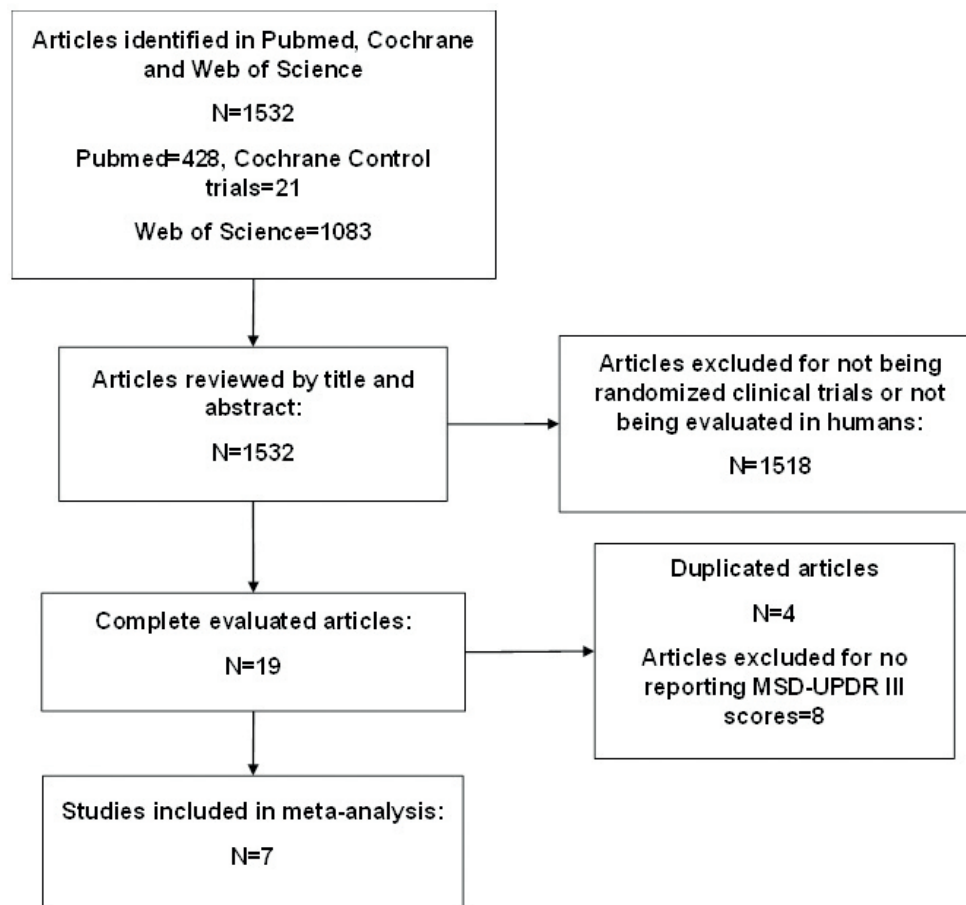 Articles identified in Pubmed, Cochrane
and Web of Science
N=1532
Pubmed=428, Cochrane Control
trials=21
Web of Science=1083
Articles reviewed by title and
abstract:
N=1532
Articles excluded for not being
randomized clinical trials or not
being evaluated in humans:
N=1518
Complete evaluated articles:
N=19
Duplicated articles
N=4
Articles excluded for no
reporting MSD-UPDR III
scores=8
Studies included in meta-analysis:
N=7